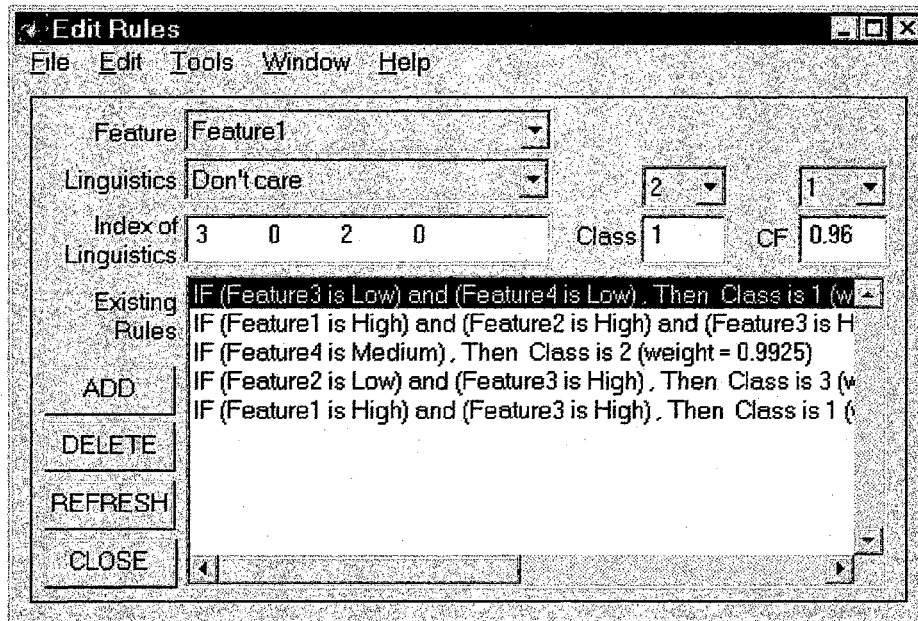 Edit Rules
File Edit Tools Window Help
Feature Feature1
Linguistics Don't care 2 1
Index of Linguistics 3 0 2 0 Class 1 CF 0.96
Existing Rules
IF (Feature3 is Low) and (Feature4 is Low) , Then Class is 1 (w
IF (Feature1 is High) and (Feature2 is High) and (Feature3 is H
IF (Feature4 is Medium) , Then Class is 2 (weight = 0.9925)
IF (Feature2 is Low) and (Feature3 is High) , Then Class is 3 (w
IF (Feature1 is High) and (Feature3 is High) , Then Class is 1 (
ADD
DELETE
REFRESH
CLOSE